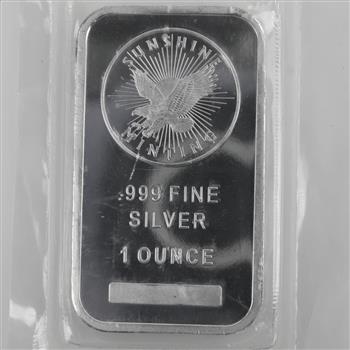 SUNSHINE
MINTING
.999 FINE
SILVER
1 OUNCE